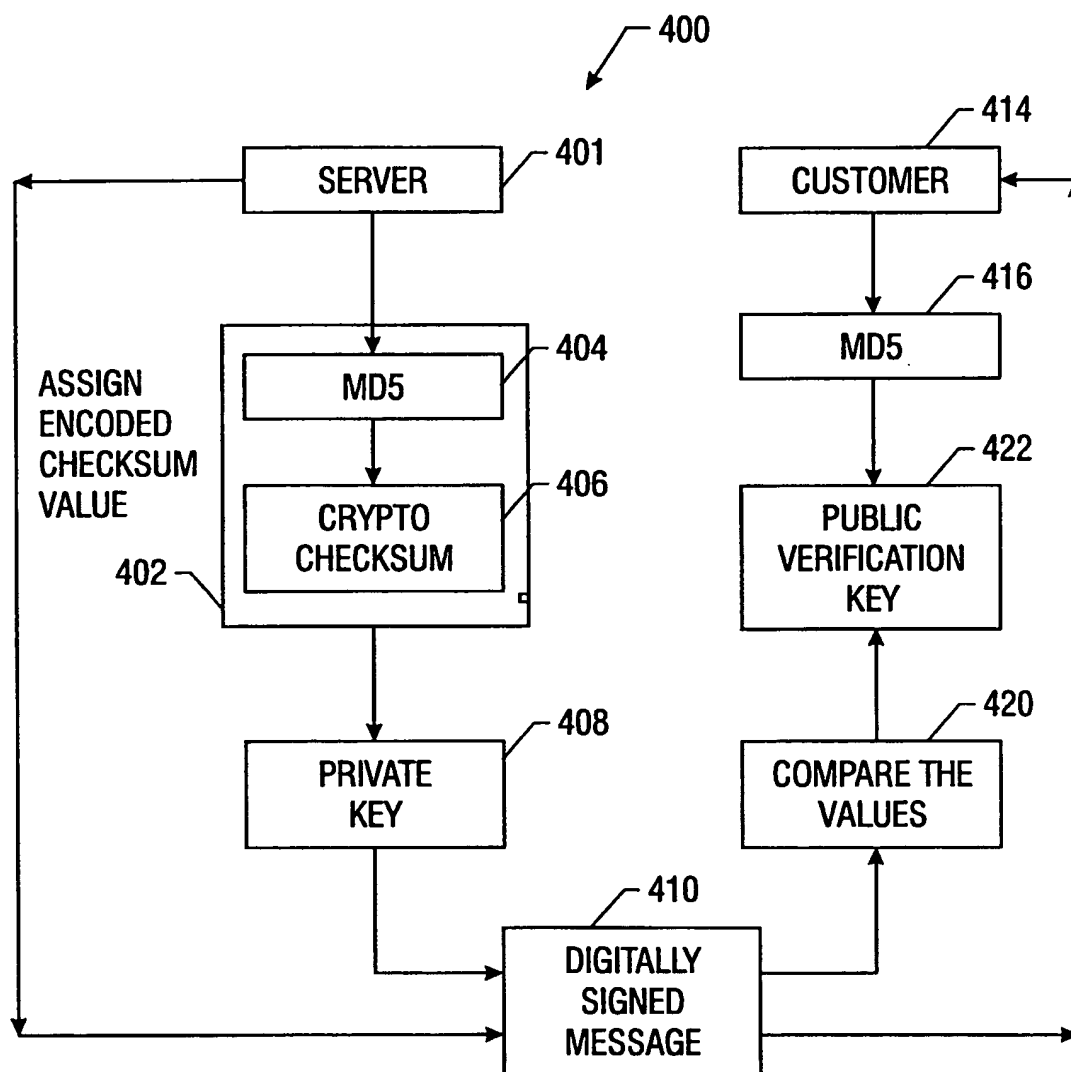 400
SERVER
401
ASSIGN
ENCODED
CHECKSUM
VALUE
MD5
404
CRYPTO
CHECKSUM
406
402
PRIVATE
KEY
408
DIGITALLY
SIGNED
MESSAGE
410
CUSTOMER
414
MD5
416
PUBLIC
VERIFICATION
KEY
422
COMPARE THE
VALUES
420